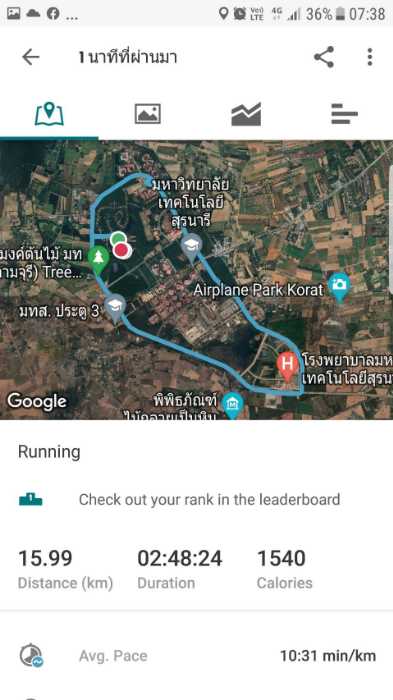 36% 07:38
1 นาทีที่ผ่านมา
มหาวิทยาลัย
เทคโนโลยี
สุรนารี
มงค์ต้นไม้ มท
ามจุรี) Tree...
มทส. ประตู 3
Airplane Park Korat
โรงพยาบาลมห
เทคโนโลยีสุรน
พิพิธภัณฑ์
ไม้กลายเป็นหิน
Google
Running
Check out your rank in the leaderboard
15.99 02:48:24 1540
Distance (km) Duration Calories
Avg. Pace 10:31 min/km